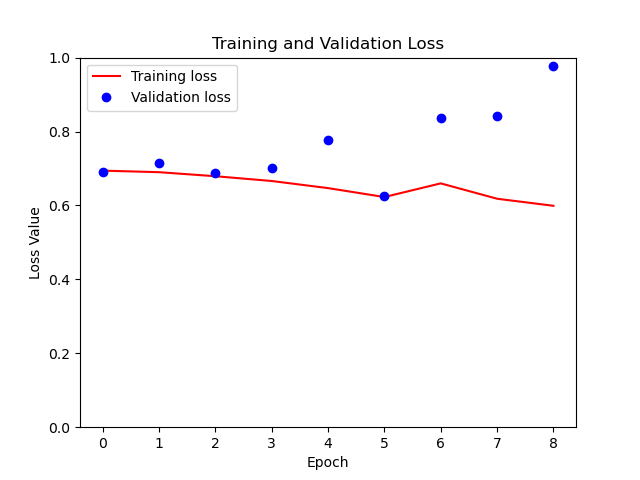 Training and Validation Loss
1.0
Training loss
Validation loss
0.8
0.6
0.4
0.2
0.0
Loss Value
0 1 2 3 4 5 6 7 8
Epoch